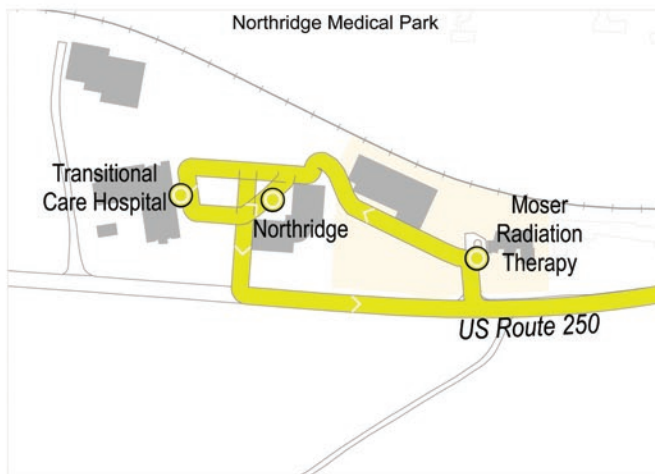 Northridge Medical Park
Transitional
Care Hospital
Northridge
Moser
Radiation
Therapy
US Route 250